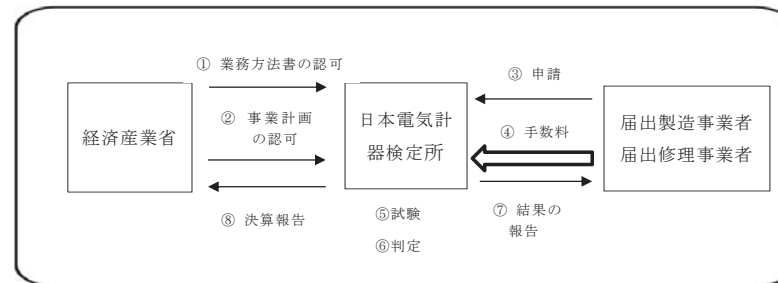 ① 業務方法書の認可
② 事業計画
の認可
経済産業省
⑧ 決算報告
日本電気計
器検定所
⑤試験
⑥判定
③ 申請
④ 手数料
⑦ 結果の
報告
届出製造事業者
届出修理事業者